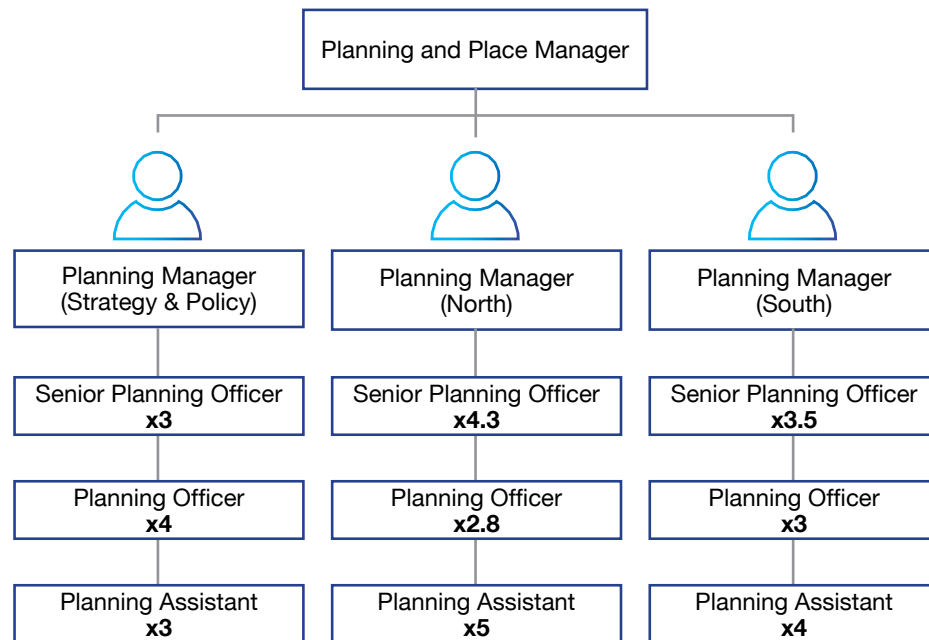 Planning and Place Manager
Planning Manager
(Strategy & Policy)
Planning Manager
(North)
Planning Manager
(South)
Senior Planning Officer
x3
Senior Planning Officer
x4.3
Senior Planning Officer
x3.5
Planning Officer
x4
Planning Officer
x2.8
Planning Officer
x3
Planning Assistant
x3
Planning Assistant
x5
Planning Assistant
x4